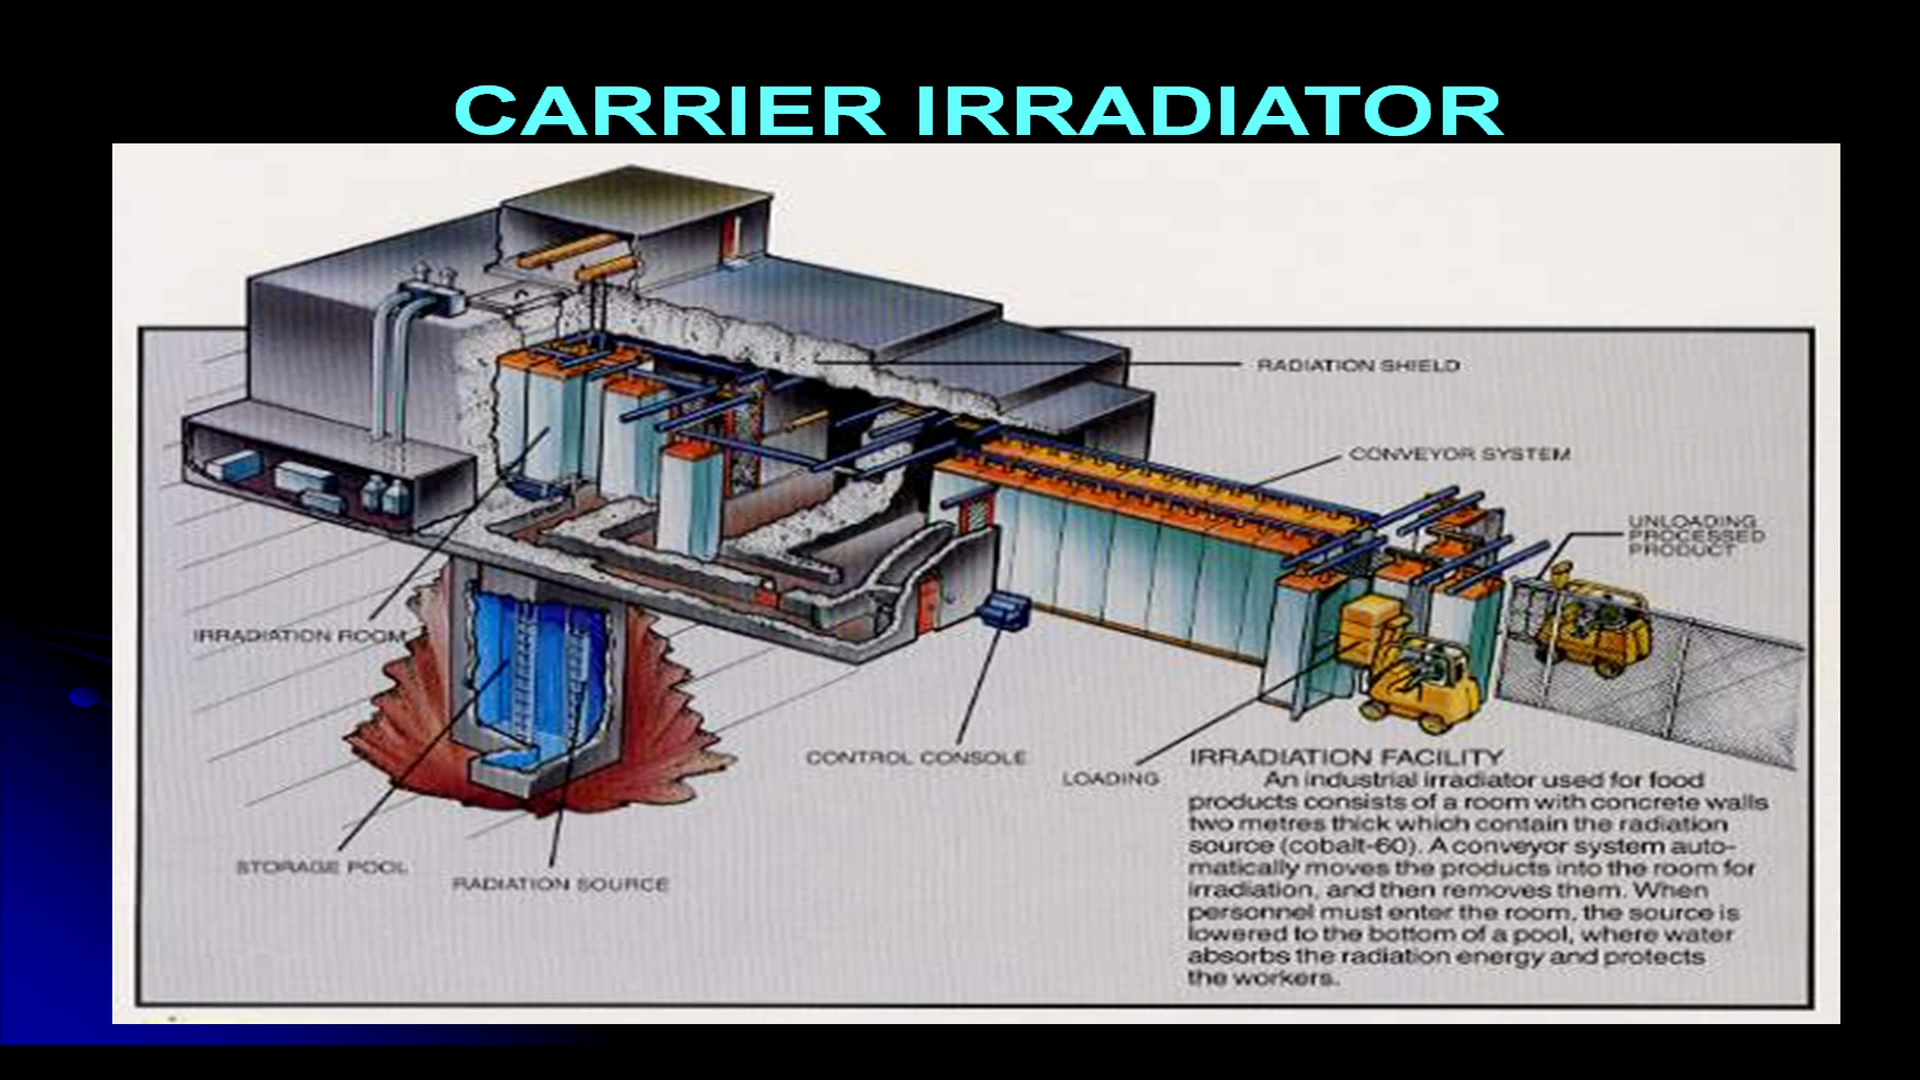 CARRIER IRRADIATOR
RADIATION SHIELD
CONVEYOR SYSTEM
UNLOADING
PROCESSED
PRODUCT
IRRADIATION ROOM
CONTROL CONSOLE
LOADING
STORAGE POOL
RADIATION SOURCE
IRRADIATION FACILITY
An industrial irradiator used for food
products consists of a room with concrete walls
two metres thick which contain the radiation
source (cobalt-60). A conveyor system auto-
matically moves the products into the room for
irradiation, and then removes them. When
personnel must enter the room, the source is
lowered to the bottom of a pool, where water
absorbs the radiation energy and protects
the workers.